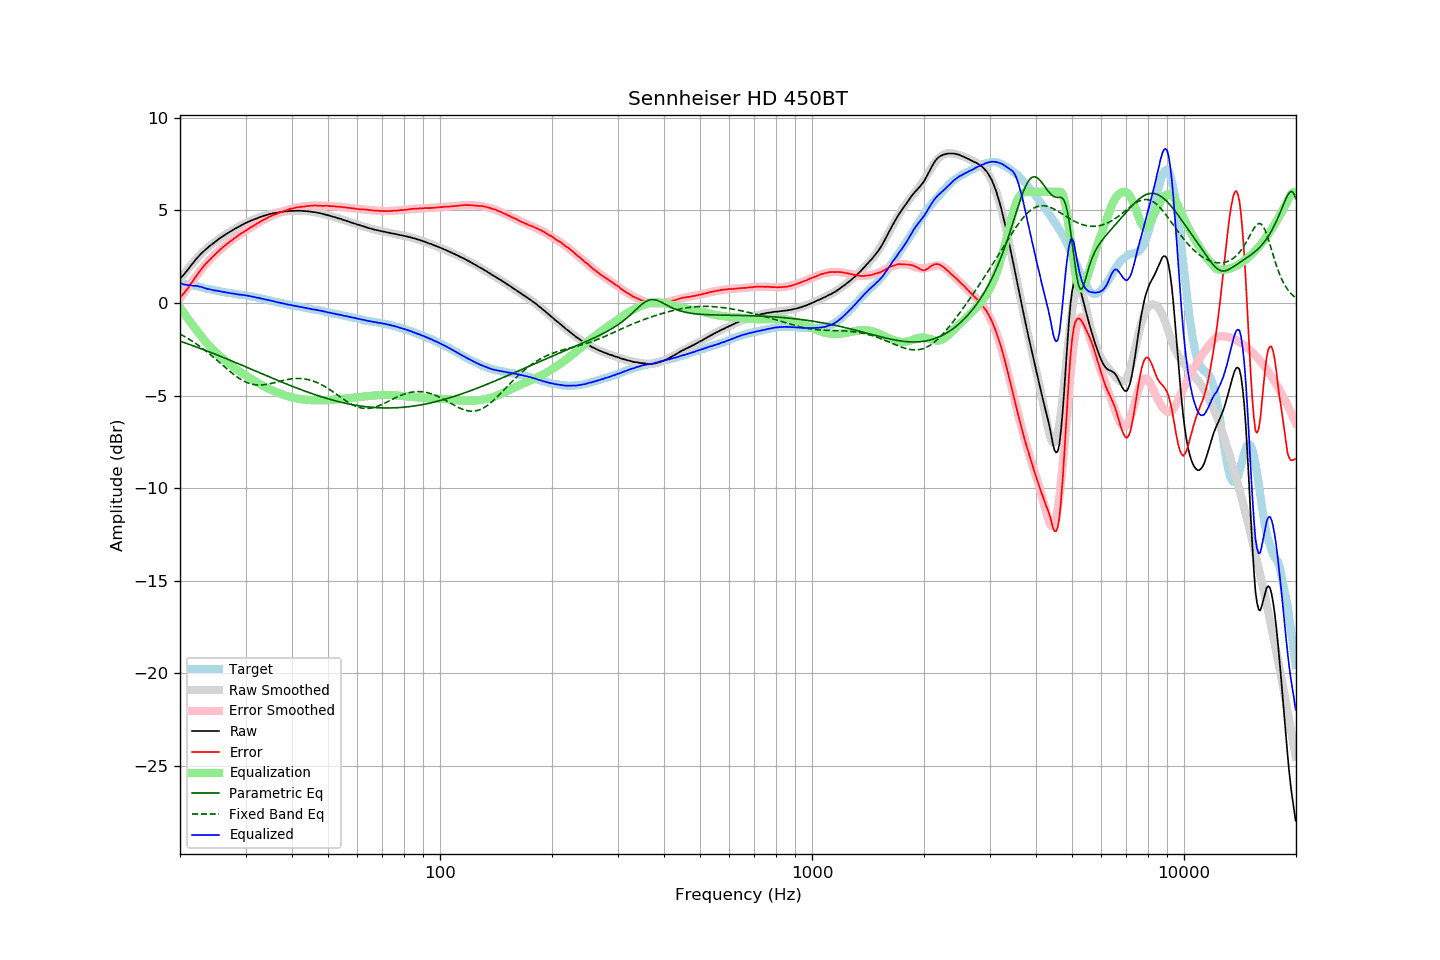 Sennheiser HD 450BT
10
5
0
−5
−10
−15
−20
−25
Amplitude (dBr)
Target
Raw Smoothed
Error Smoothed
Raw
Error
Equalization
Parametric Eq
Fixed Band Eq
Equalized
100
1000
10000
Frequency (Hz)